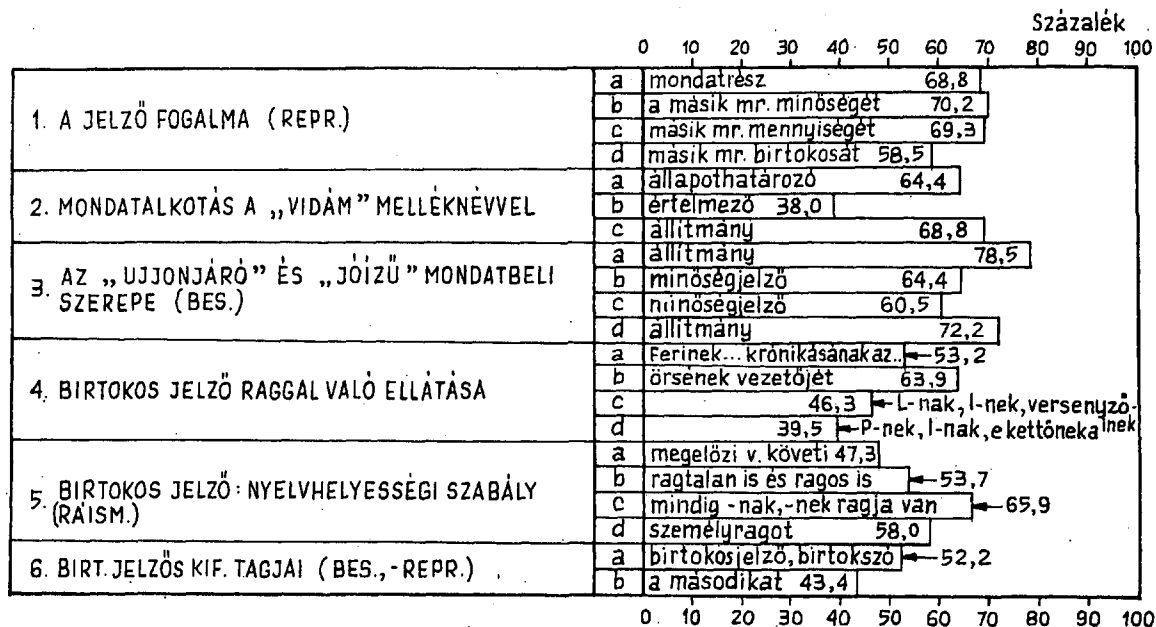 Százalék
0 10 20 30 40 50 60 70 80 90 100
1. A JELZŐ FOGALMA (REPR.)
a mondatrész 68,8
b a másik mr. minőségét 70,2
c másik mr. mennyiségét 69,3
d másik mr. birtokosát 58,5
2. MONDATALKOTÁS A „VIDÁM” MELLÉKNÉVVEL
a állapothatározó 64,4
b értelmező 38,0
c állítmány 68,8
3. AZ „UJJONJÁRÓ” ÉS „JÓÍZŰ” MONDATBELI
SZEREPE (BES.)
a állítmány 78,5
b minőségjelző 64,4
c minőségjelző 60,5
d állítmány 72,2
4. BIRTOKOS JELZŐ RAGGAL VALÓ ELLÁTÁSA
a Ferinek... krónikásának az.. 53,2
b örsének vezetőjét 63,9
c 46,3 L-nak, I-nek, versenyző-
inek
d 39,5 P-nek, I-nak, e kettőnek a
5. BIRTOKOS JELZŐ: NYELVHELYESSÉGI SZABÁLY
(RÁISM.)
a megelőzi v. követi 47,3
b ragtalan is és ragos is 53,7
c mindig -nak,-nek ragja van 65,9
d személyragot 58,0
6. BIRT. JELZŐS KIF. TAGJAI (BES.,-REPR.)
a birtokosjelző, birtokszó 52,2
b a másodikat 43,4
0 10 20 30 40 50 60 70 80 90 100